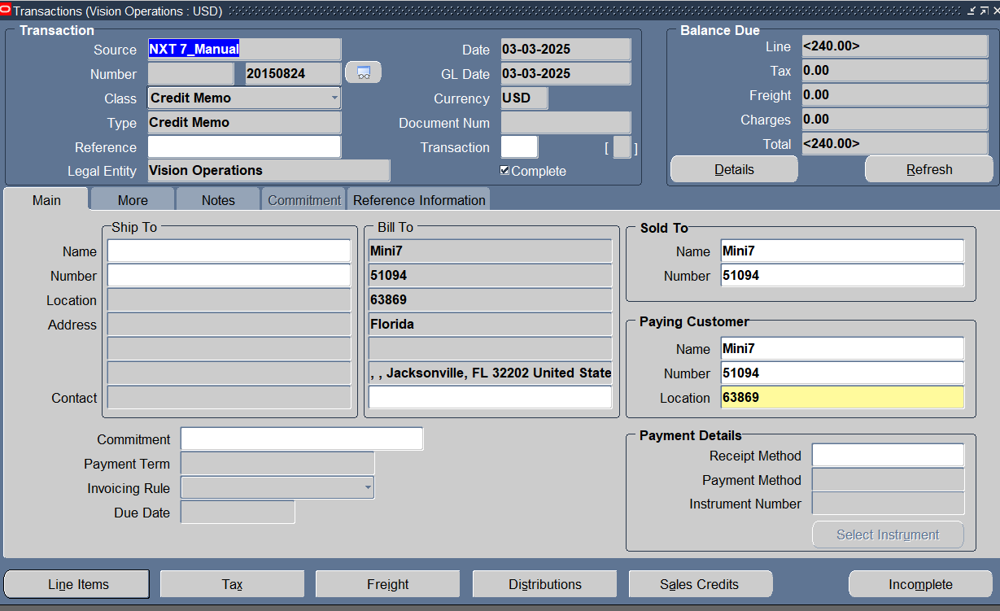 Transactions (Vision Operations : USD)
Transaction
Source NXT 7_Manual
Number 20150824
Class Credit Memo
Type Credit Memo
Reference
Legal Entity Vision Operations
Date 03-03-2025
GL Date 03-03-2025
Currency USD
Document Num
Transaction [ ]
Complete
Balance Due
Line <240.00>
Tax 0.00
Freight 0.00
Charges 0.00
Total <240.00>
Details Refresh
Main More Notes Commitment Reference Information
Ship To
Name
Number
Location
Address
Contact
Bill To
Mini7
51094
63869
Florida
, , Jacksonville, FL 32202 United State
Sold To
Name Mini7
Number 51094
Paying Customer
Name Mini7
Number 51094
Location 63869
Commitment
Payment Term
Invoicing Rule
Due Date
Payment Details
Receipt Method
Payment Method
Instrument Number
Select Instrument
Line Items Tax Freight Distributions Sales Credits Incomplete